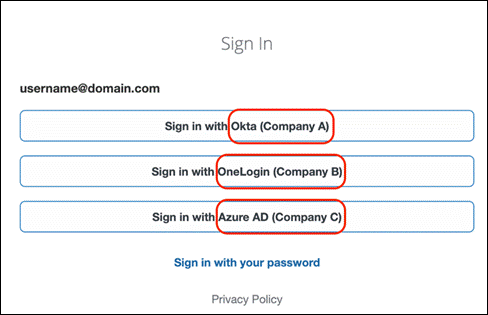 Sign In
username@domain.com
Sign in with Okta (Company A)
Sign in with OneLogin (Company B)
Sign in with Azure AD (Company C)
Sign in with your password
Privacy Policy